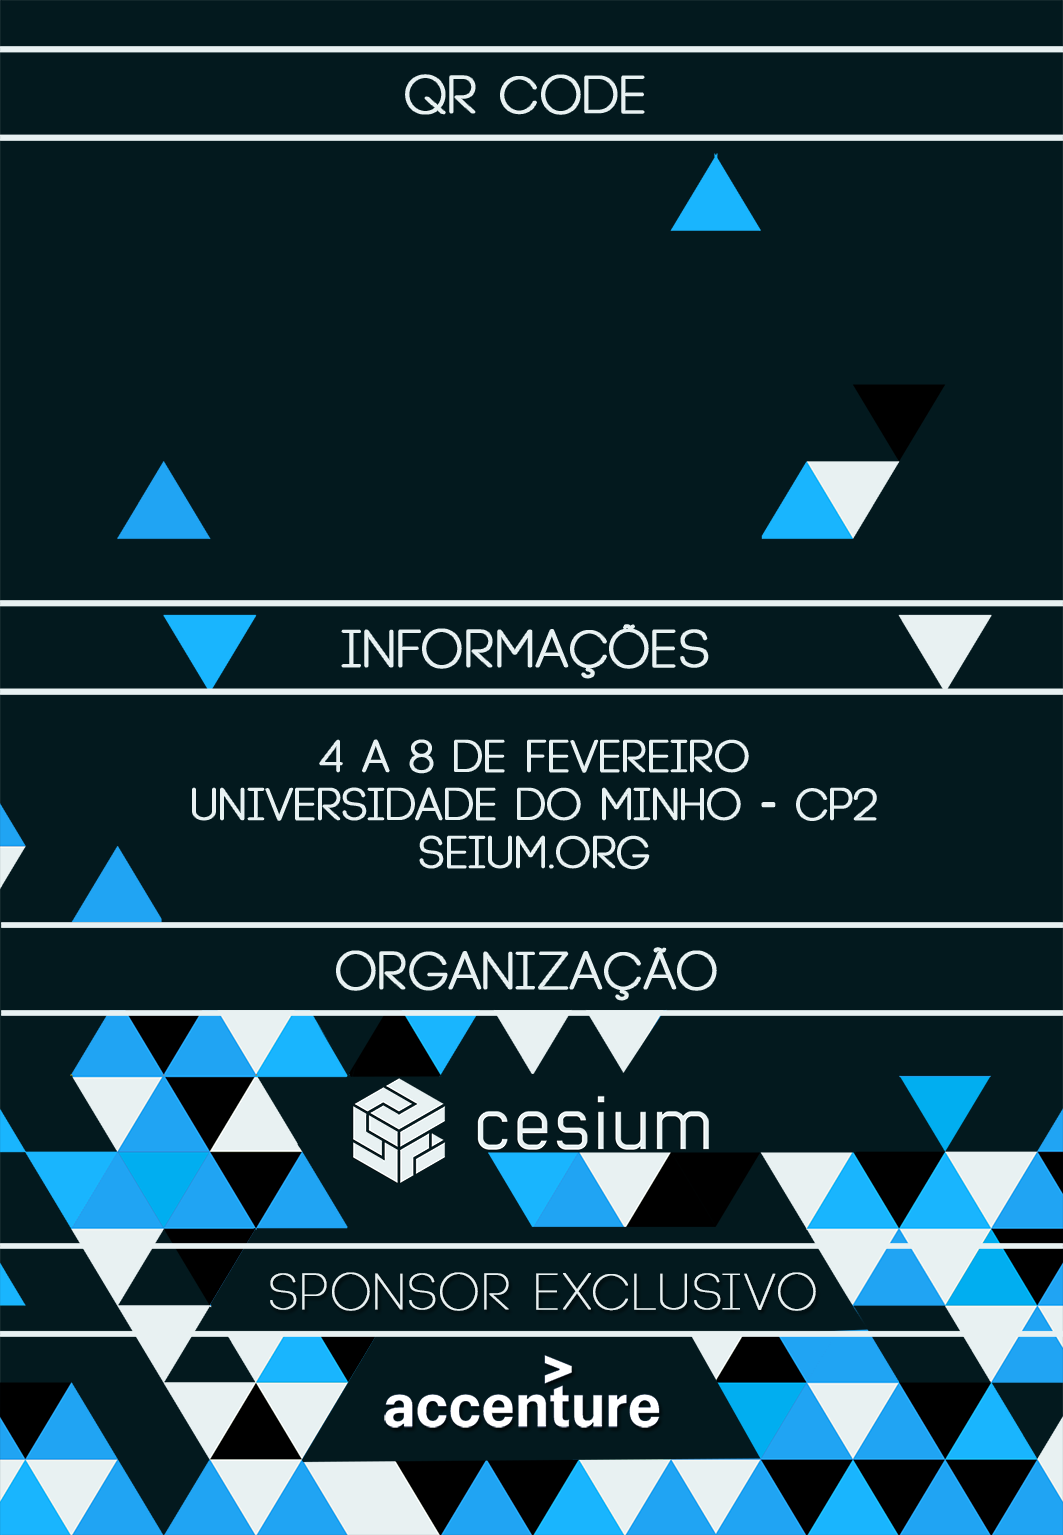 QR CODE
INFORMAÇÕES
4 A 8 DE FEVEREIRO
UNIVERSIDADE DO MINHO - CP2
SEIUM.ORG
ORGANIZAÇÃO
cesium
SPONSOR EXCLUSIVO
>
accenture